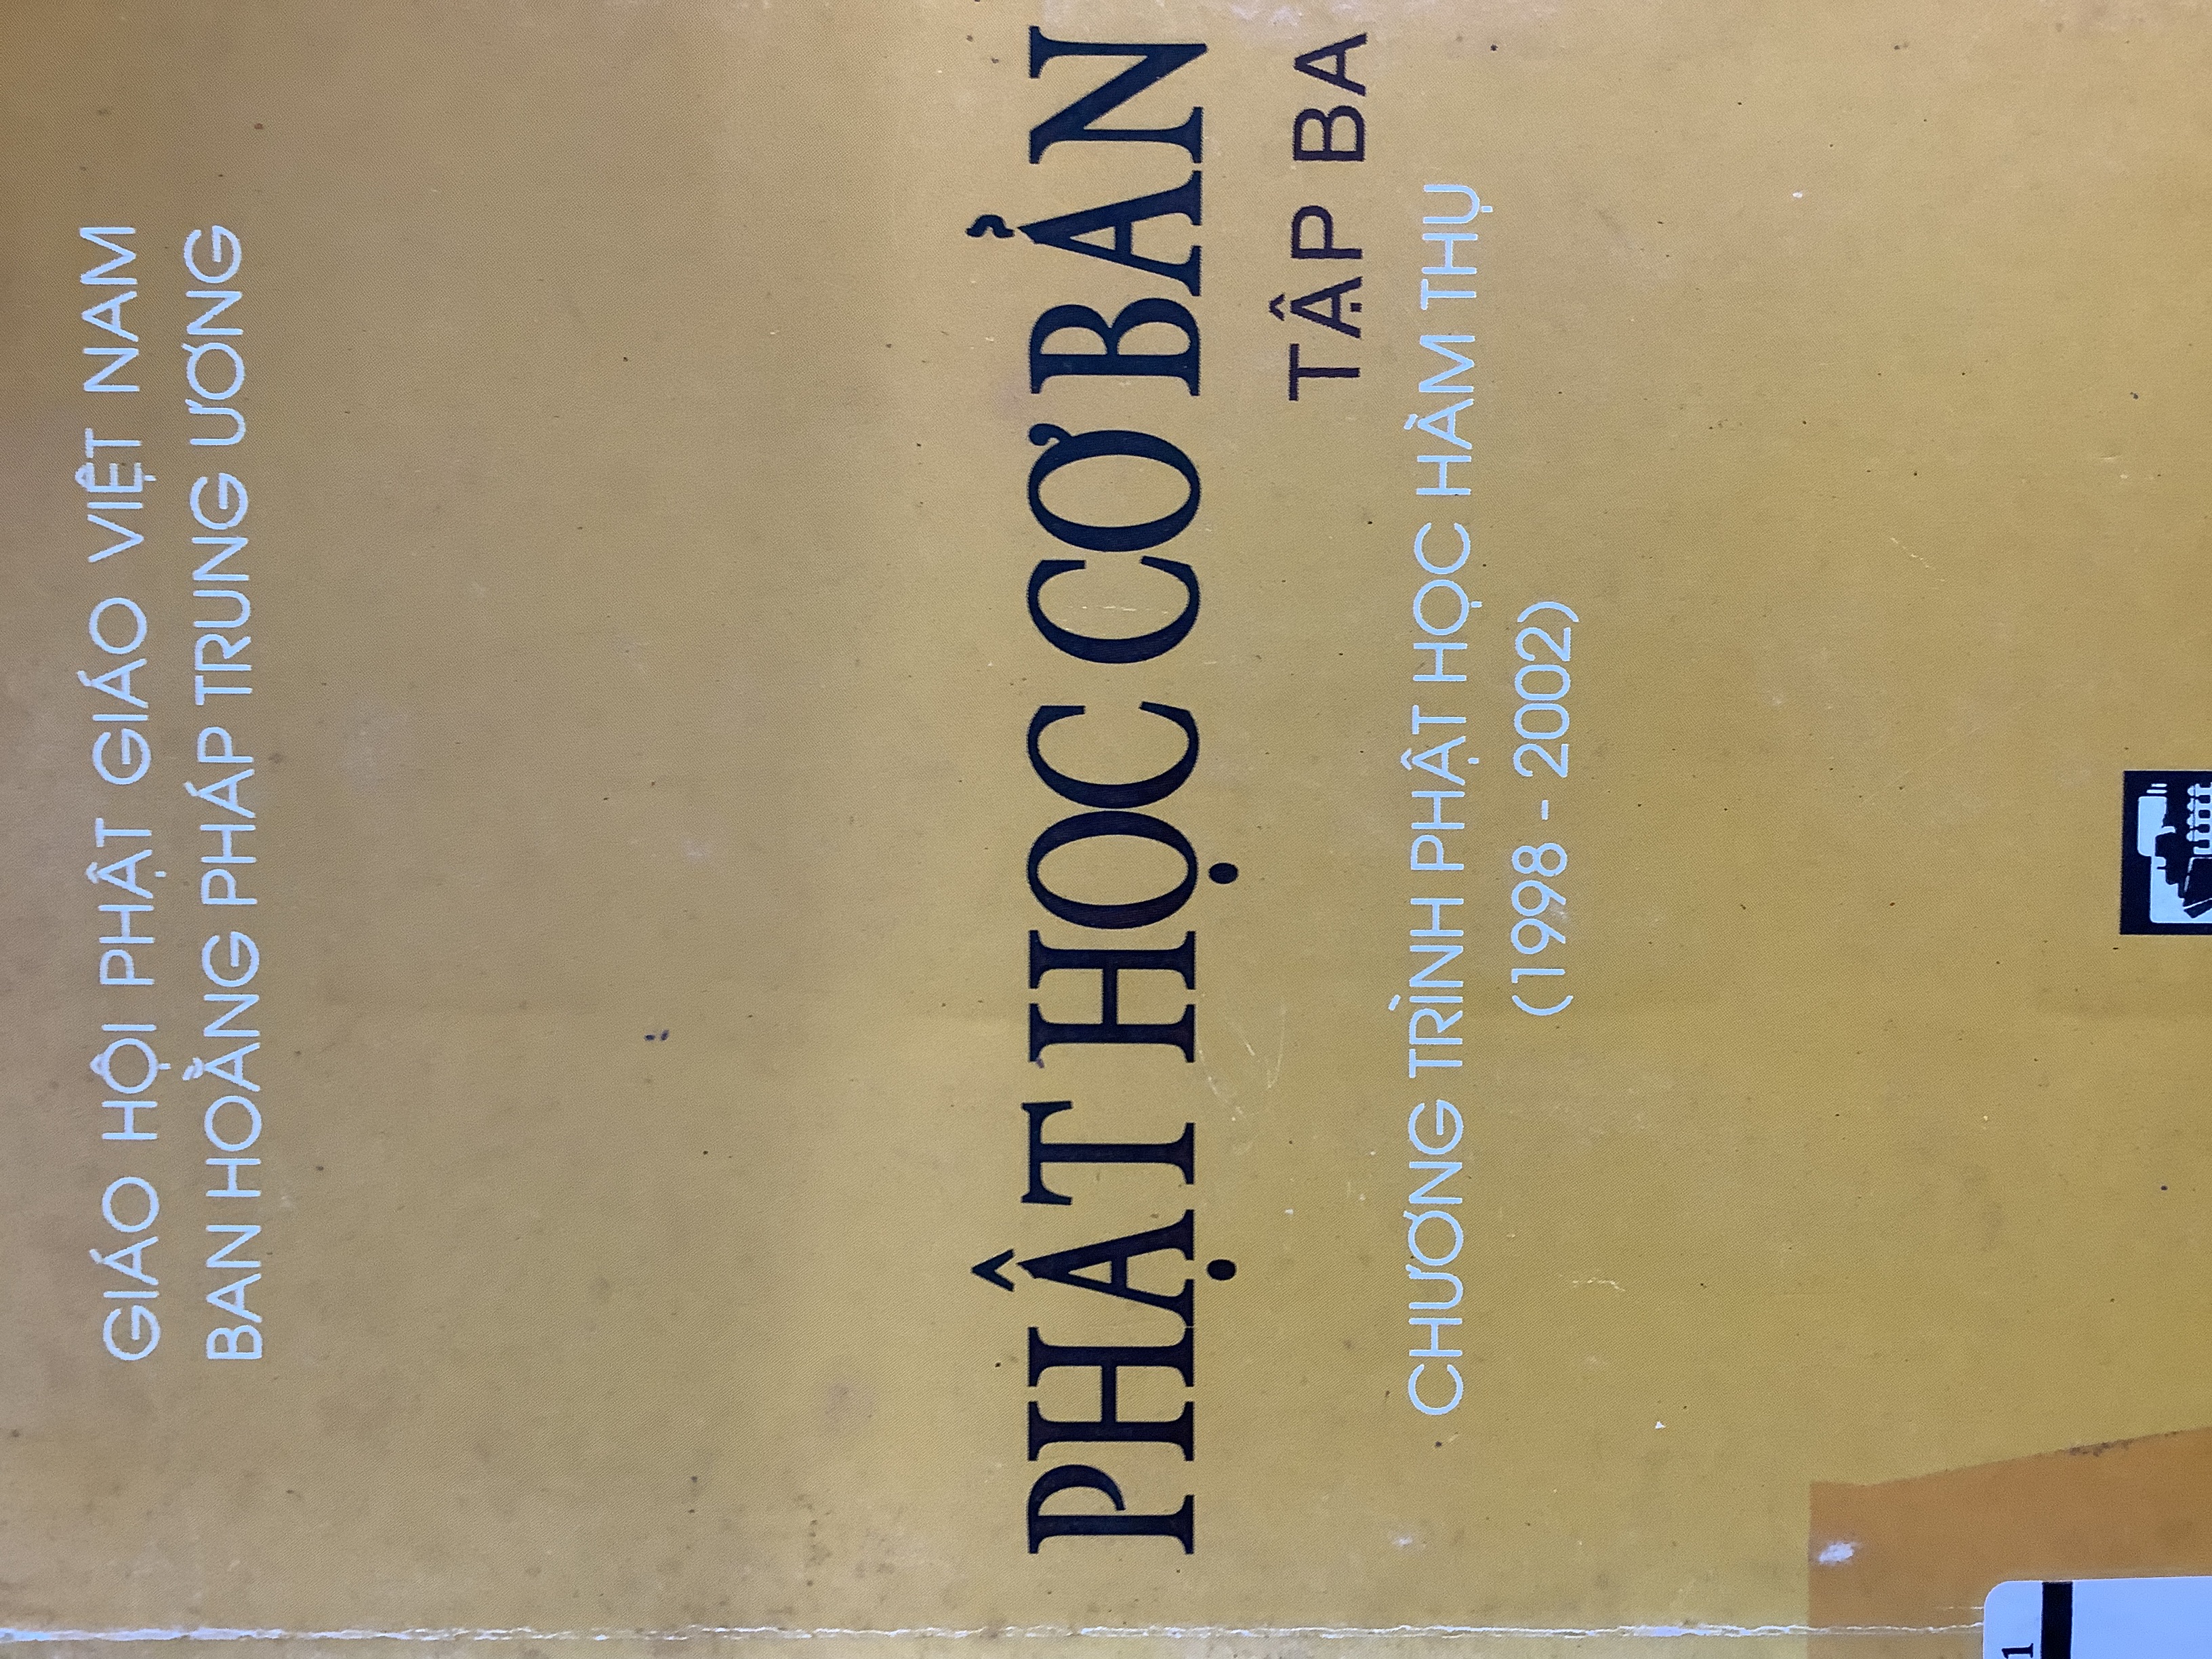 GIÁO HỘI PHẬT GIÁO VIỆT NAM
BAN HOẰNG PHÁP TRUNG ƯƠNG
PHẬT HỌC CƠ BẢN
TẬP BA
CHƯƠNG TRÌNH PHẬT HỌC HÀM THỤ
(1998 - 2002)
1